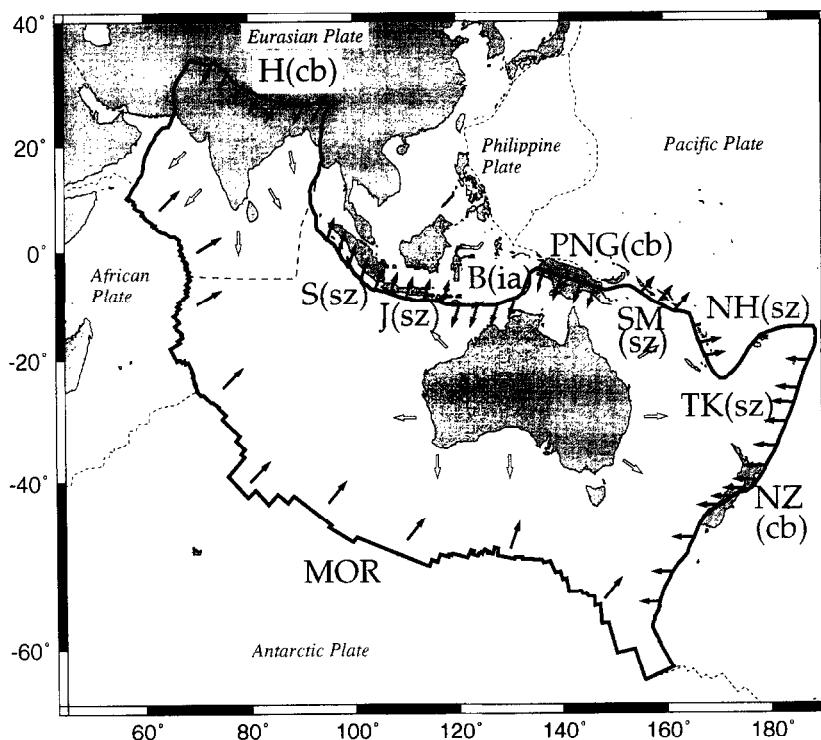 40˚
Eurasian Plate
H(cb)
20˚
Philippine
Plate
Pacific Plate
0˚
African
Plate
PNG(cb)
B(ia)
S(sz)
J(sz)
SM
(sz)
NH(sz)
-20˚
TK(sz)
-40˚
NZ
(cb)
MOR
-60˚
Antarctic Plate
60˚ 80˚ 100˚ 120˚ 140˚ 160˚ 180˚